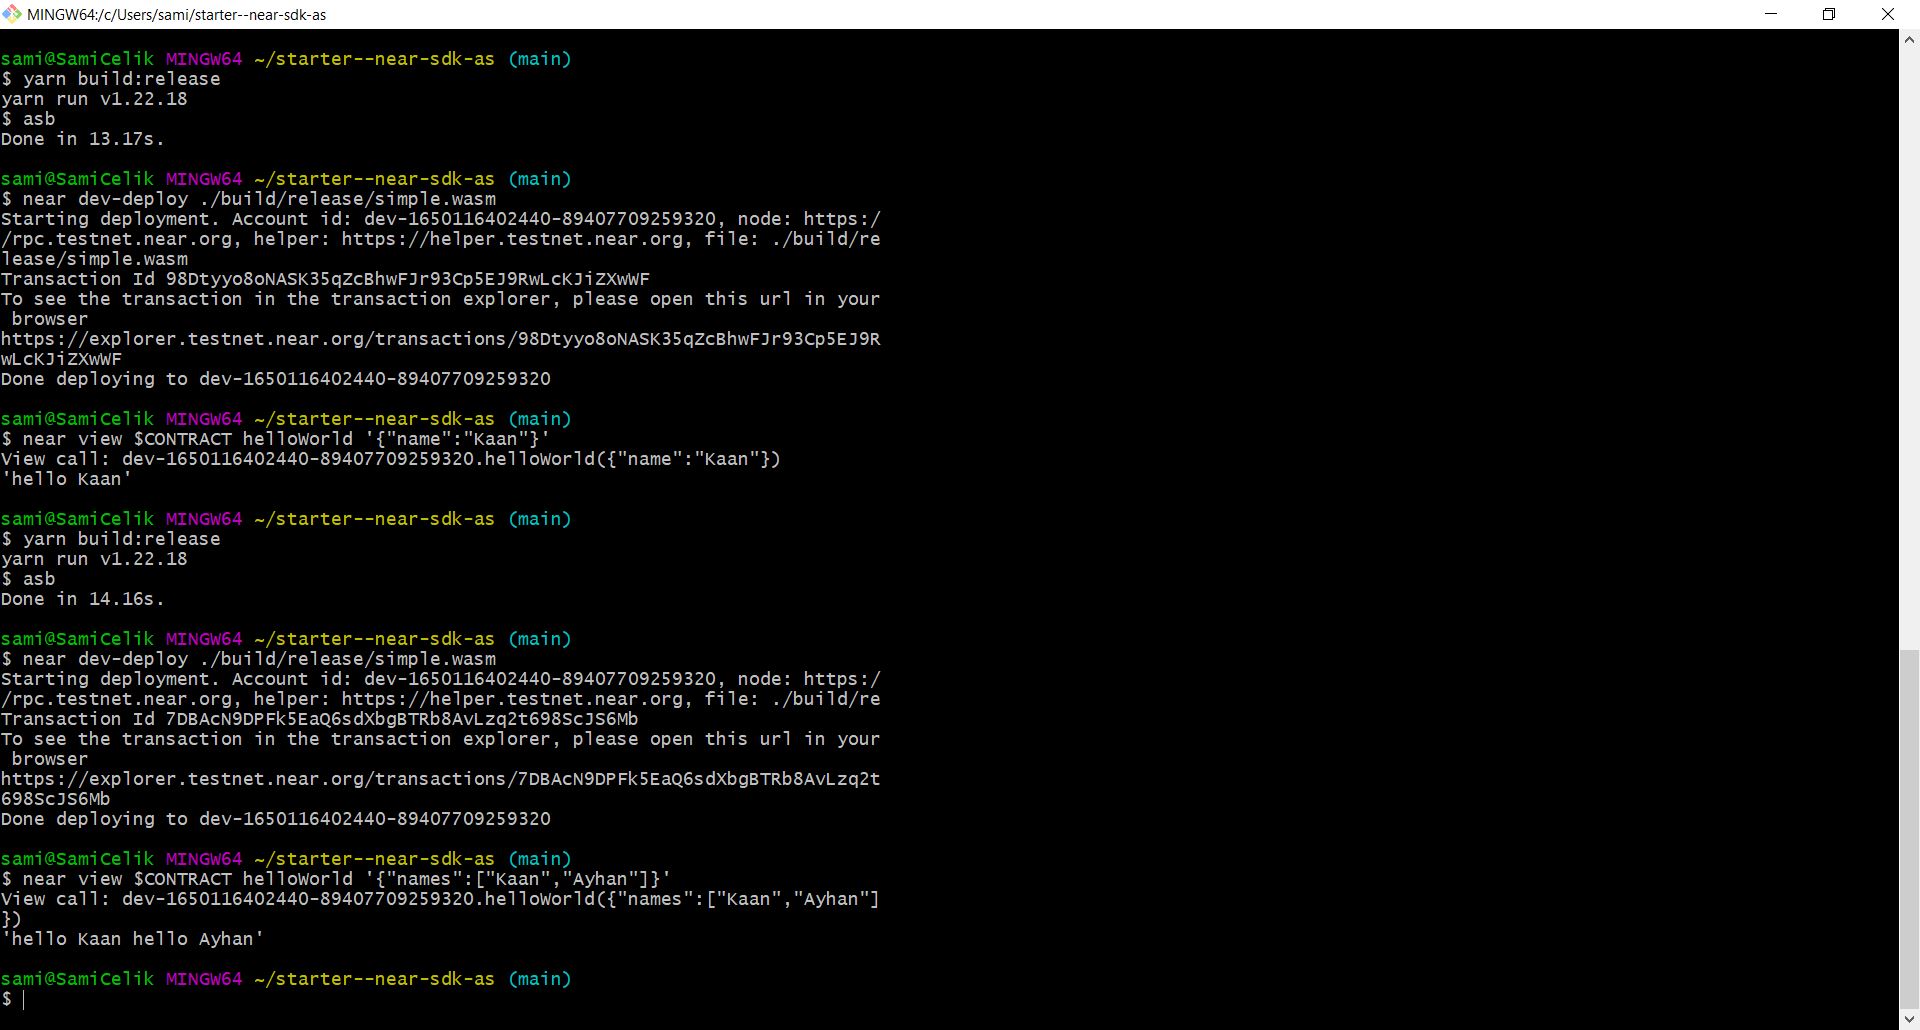 MINGW64:/c/Users/sami/starter--near-sdk-as
sami@SamiCelik MINGW64 ~/starter--near-sdk-as (main)
$ yarn build:release
yarn run v1.22.18
$ asb
Done in 13.17s.
sami@SamiCelik MINGW64 ~/starter--near-sdk-as (main)
$ near dev-deploy ./build/release/simple.wasm
Starting deployment. Account id: dev-1650116402440-89407709259320, node: https:/
/rpc.testnet.near.org, helper: https://helper.testnet.near.org, file: ./build/re
lease/simple.wasm
Transaction Id 98Dtyyo8oNASK35qZcBhwFJr93Cp5EJ9RwLcKJiZXwWF
To see the transaction in the transaction explorer, please open this url in your
 browser
https://explorer.testnet.near.org/transactions/98Dtyyo8oNASK35qZcBhwFJr93Cp5EJ9R
wLcKJiZXwWF
Done deploying to dev-1650116402440-89407709259320
sami@SamiCelik MINGW64 ~/starter--near-sdk-as (main)
$ near view $CONTRACT helloWorld '{"name":"Kaan"}'
View call: dev-1650116402440-89407709259320.helloWorld({"name":"Kaan"})
'hello Kaan'
sami@SamiCelik MINGW64 ~/starter--near-sdk-as (main)
$ yarn build:release
yarn run v1.22.18
$ asb
Done in 14.16s.
sami@SamiCelik MINGW64 ~/starter--near-sdk-as (main)
$ near dev-deploy ./build/release/simple.wasm
Starting deployment. Account id: dev-1650116402440-89407709259320, node: https:/
/rpc.testnet.near.org, helper: https://helper.testnet.near.org, file: ./build/re
Transaction Id 7DBAcN9DPFk5EaQ6sdXbgBTRb8AvLzq2t698ScJS6Mb
To see the transaction in the transaction explorer, please open this url in your
 browser
https://explorer.testnet.near.org/transactions/7DBAcN9DPFk5EaQ6sdXbgBTRb8AvLzq2t
698ScJS6Mb
Done deploying to dev-1650116402440-89407709259320
sami@SamiCelik MINGW64 ~/starter--near-sdk-as (main)
$ near view $CONTRACT helloWorld '{"names":["Kaan","Ayhan"]}'
View call: dev-1650116402440-89407709259320.helloWorld({"names":["Kaan","Ayhan"]
})
'hello Kaan hello Ayhan'
sami@SamiCelik MINGW64 ~/starter--near-sdk-as (main)
$